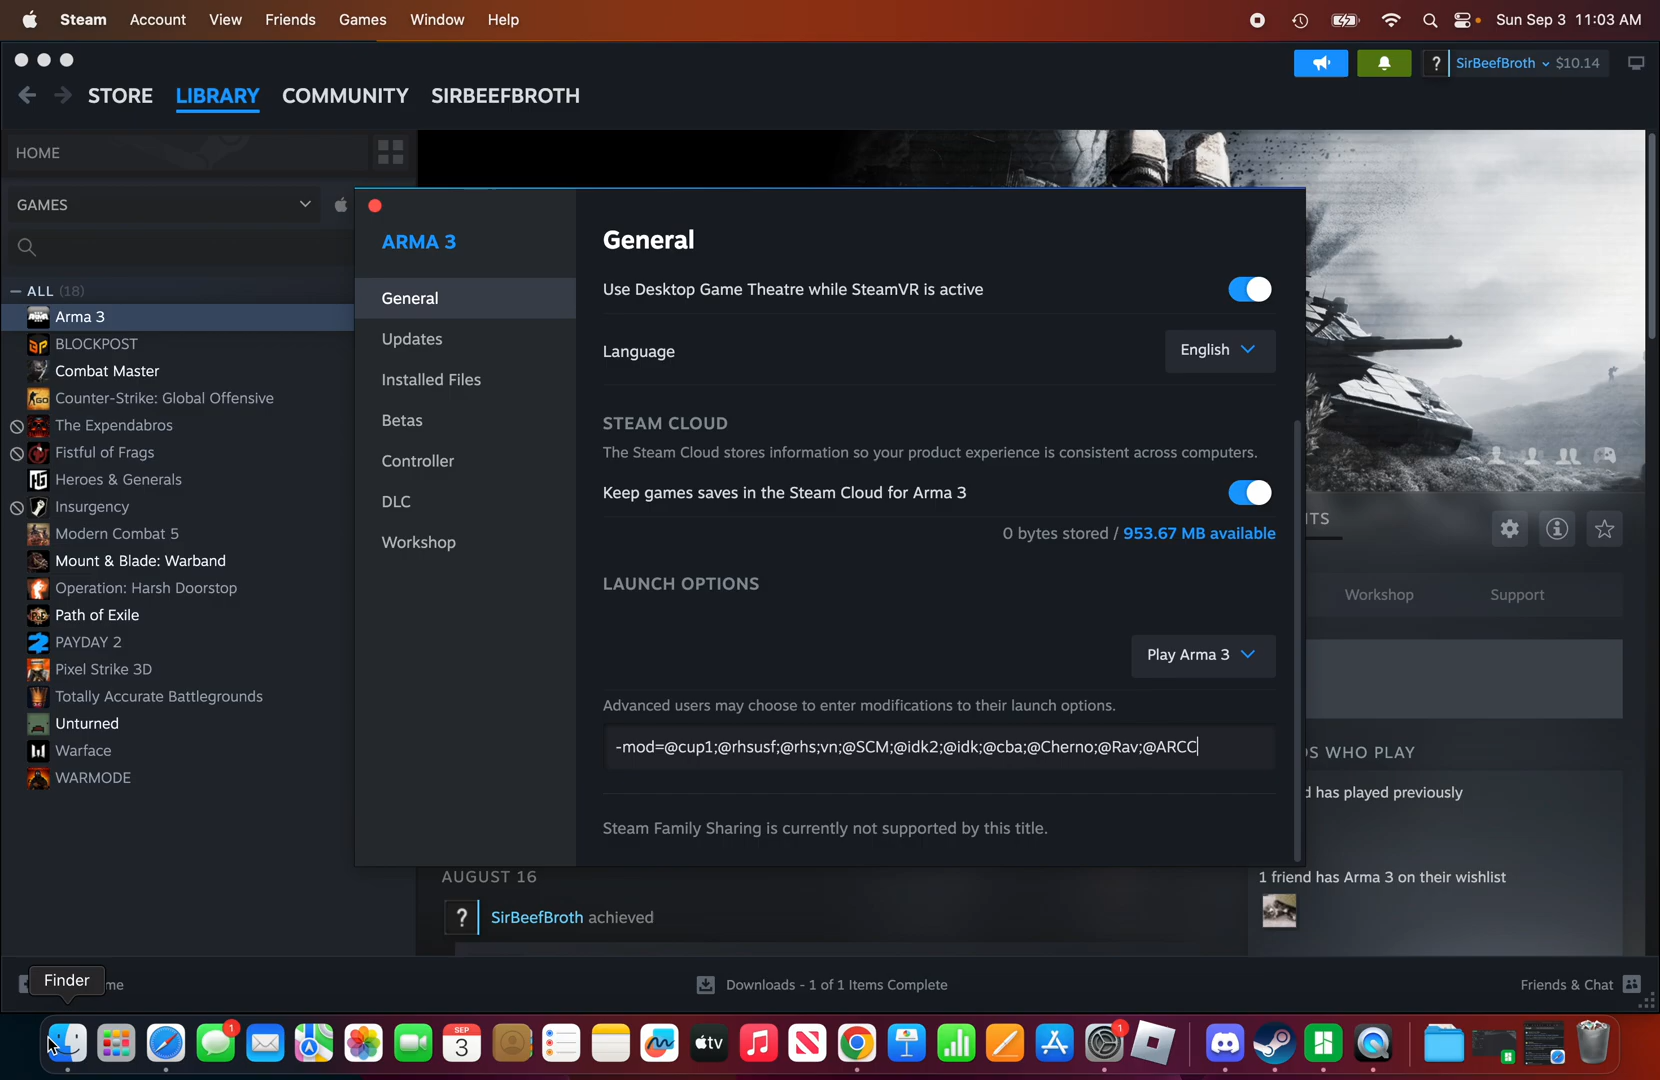 Steam Account View Friends Games Window Help Sun Sep 3 11:03 AM
? SirBeefBroth $10.14
STORE LIBRARY COMMUNITY SIRBEEFBROTH
HOME
GAMES
ARMA 3
General
Use Desktop Game Theatre while SteamVR is active
General
Updates
Language
English
Installed Files
Betas
STEAM CLOUD
The Steam Cloud stores information so your product experience is consistent across computers.
Controller
Keep games saves in the Steam Cloud for Arma 3
DLC
0 bytes stored / 953.67 MB available
Workshop
LAUNCH OPTIONS
Play Arma 3
Advanced users may choose to enter modifications to their launch options.
-mod=@cup1;@rhsusf;@rhs;vn;@SCM;@idk2;@idk;@cba;@Cherno;@Rav;@ARCC
Steam Family Sharing is currently not supported by this title.
— ALL (18)
Arma 3
BLOCKPOST
Combat Master
Counter-Strike: Global Offensive
The Expendabros
Fistful of Frags
Heroes & Generals
Insurgency
Modern Combat 5
Mount & Blade: Warband
Operation: Harsh Doorstop
Path of Exile
PAYDAY 2
Pixel Strike 3D
Totally Accurate Battlegrounds
Unturned
Warface
WARMODE
Workshop Support
S WHO PLAY
d has played previously
1 friend has Arma 3 on their wishlist
AUGUST 16
? SirBeefBroth achieved
Finder
me
Downloads - 1 of 1 Items Complete
Friends & Chat
1
SEP
3
tv
1